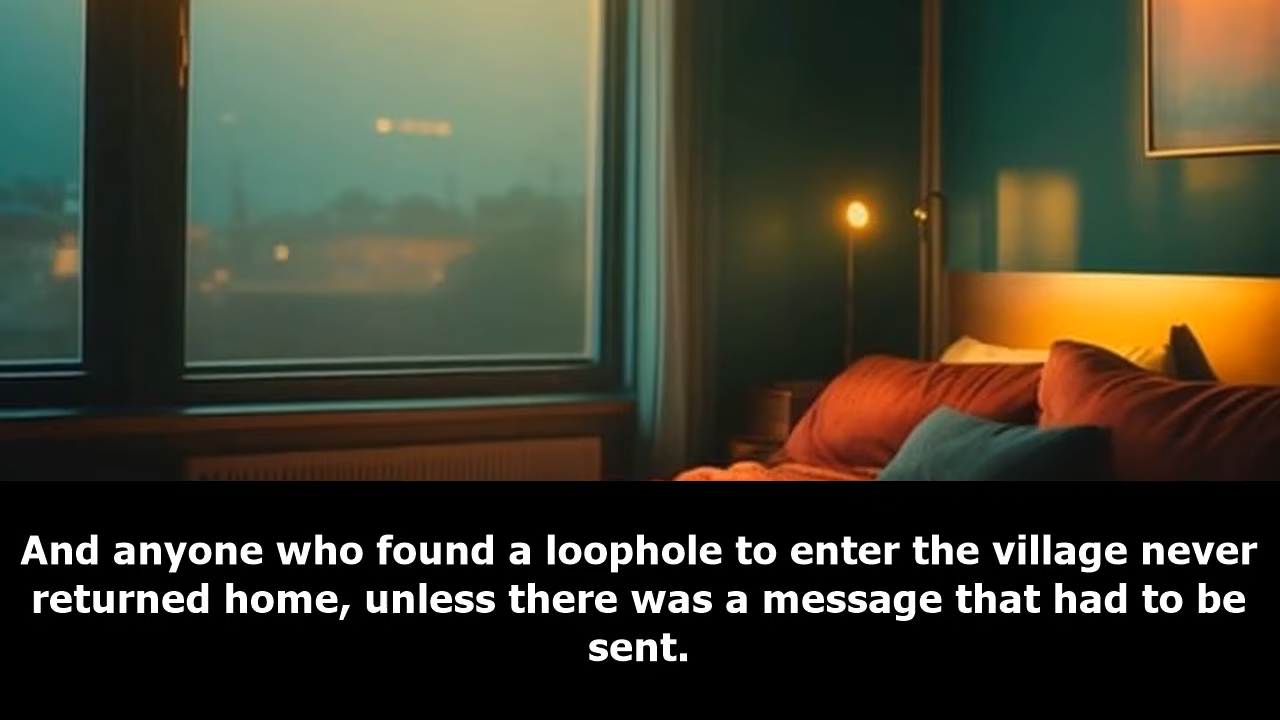 And anyone who found a loophole to enter the village never
returned home, unless there was a message that had to be
sent.